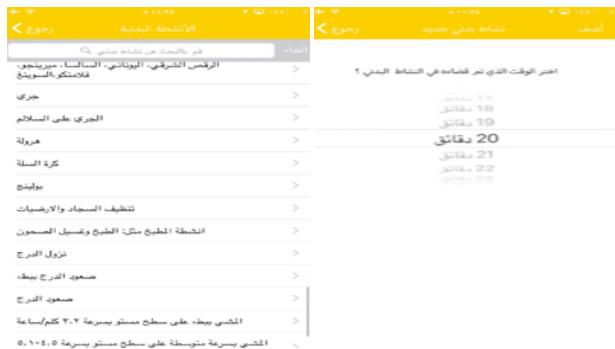 رجوع
الأنشطة البدنية
قم بالبحث عن نشاط بدني
الغاء
الرقص الشرقي، اليوناني، السالسا، ميرينجو،
فلامنكو،السوينغ
جري
الجري على السلالم
هرولة
كرة السلة
بولينج
تنظيف السجاد والارضيات
انشطة المطبخ مثل: الطبخ وغسيل الصحون
نزول الدرج
صعود الدرج ببطء
صعود الدرج
المشي ببطء على سطح مستو بسرعة ٣.٢ كلم/ساعة
المشي بسرعة متوسطة على سطح مستو بسرعة ٤.٥-٥.١
رجوع
نشاط بدني جديد
أضف
اختر الوقت الذي تم قضاءه في النشاط البدني ؟
18 دقائق
19 دقائق
20 دقائق
21 دقائق
22 دقائق